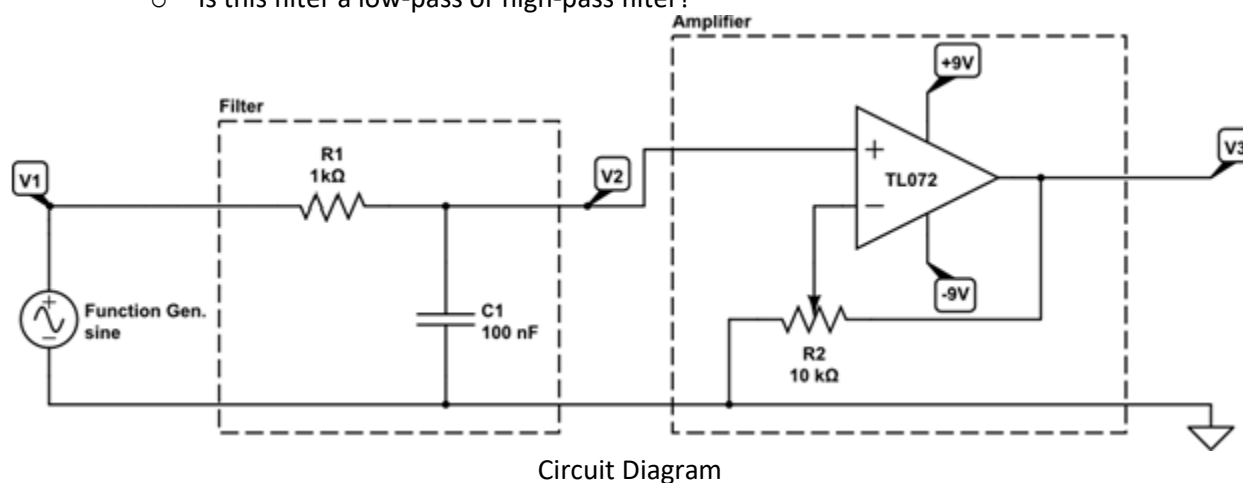 o Is this filter a low-pass or high-pass filter?
Amplifier
+9V
Filter
R1
1kΩ
V1
V2
V3
+
TL072
−
-9V
+
Function Gen.
sine
−
C1
100 nF
R2
10 kΩ
Circuit Diagram